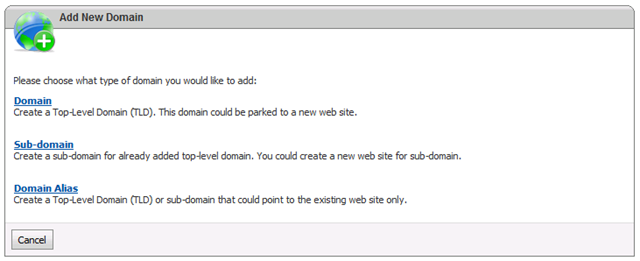 Add New Domain
Please choose what type of domain you would like to add:
Domain
Create a Top-Level Domain (TLD). This domain could be parked to a new web site.
Sub-domain
Create a sub-domain for already added top-level domain. You could create a new web site for sub-domain.
Domain Alias
Create a Top-Level Domain (TLD) or sub-domain that could point to the existing web site only.
Cancel